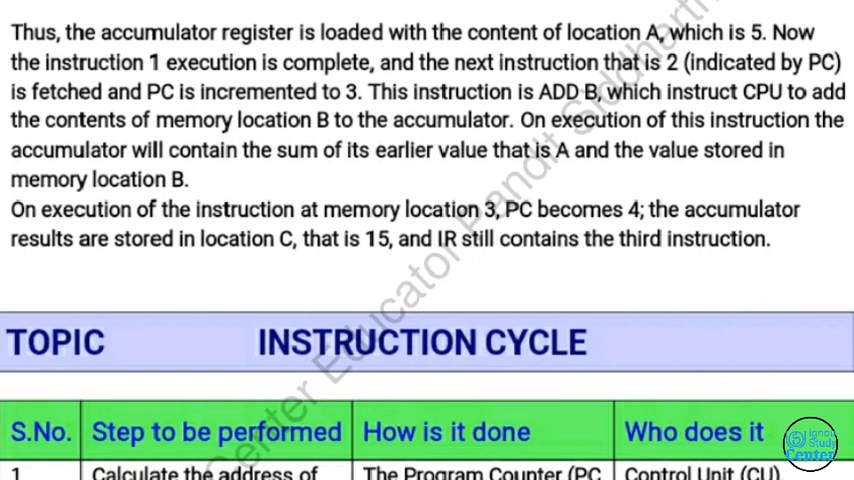 Thus, the accumulator register is loaded with the content of location A, which is 5. Now
the instruction 1 execution is complete, and the next instruction that is 2 (indicated by PC)
is fetched and PC is incremented to 3. This instruction is ADD B, which instruct CPU to add
the contents of memory location B to the accumulator. On execution of this instruction the
accumulator will contain the sum of its earlier value that is A and the value stored in
memory location B.
On execution of the instruction at memory location 3, PC becomes 4; the accumulator
results are stored in location C, that is 15, and IR still contains the third instruction.
TOPIC INSTRUCTION CYCLE
S.No. Step to be performed How is it done Who does it
1 Calculate the address of The Program Counter (PC Control Unit (CU)
Center Educator Pandit Siddharth
Ignou
Study
Center